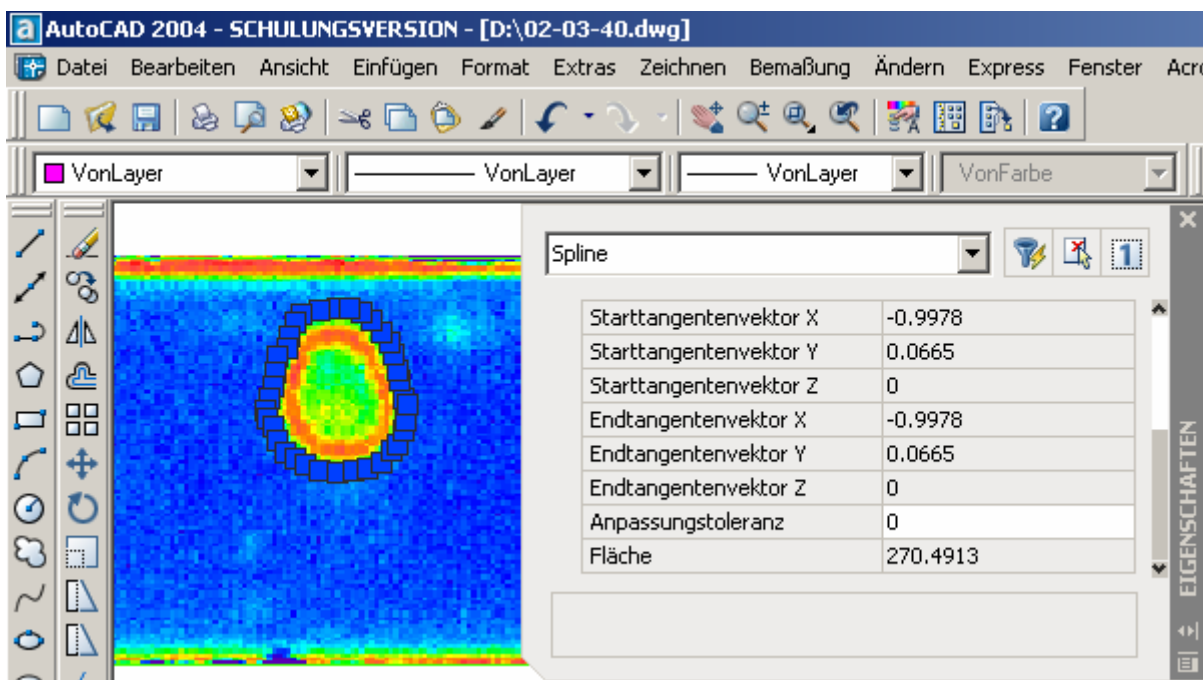 AutoCAD 2004 - SCHULUNGSVERSION - [D:\02-03-40.dwg]
Datei Bearbeiten Ansicht Einfügen Format Extras Zeichnen Bemaßung Ändern Express Fenster Acro
VonLayer VonLayer VonLayer VonFarbe
Spline
1
Starttangentenvektor X -0.9978
Starttangentenvektor Y 0.0665
Starttangentenvektor Z 0
Endtangentenvektor X -0.9978
Endtangentenvektor Y 0.0665
Endtangentenvektor Z 0
Anpassungstoleranz 0
Fläche 270.4913
EIGENSCHAFTEN